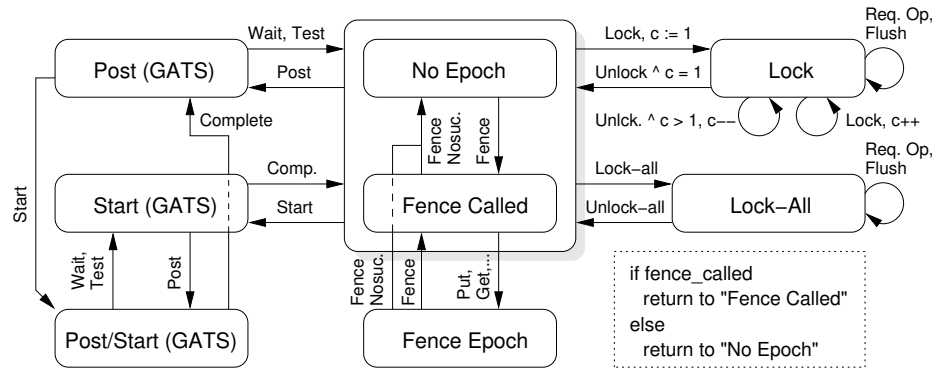 Wait, Test
Post (GATS)
Post
Complete
Start
Comp.
Start (GATS)
Start
Wait,
Test
Post
Post/Start (GATS)
No Epoch
Fence
Nosuc.
Fence
Fence Called
Fence
Nosuc.
Fence
Put,
Get,...
Fence Epoch
Lock, c := 1
Unlock ^ c = 1
Lock
Req. Op,
Flush
Unlck. ^ c > 1, c−−
Lock, c++
Lock−all
Unlock−all
Lock−All
Req. Op,
Flush
if fence_called
return to "Fence Called"
else
return to "No Epoch"